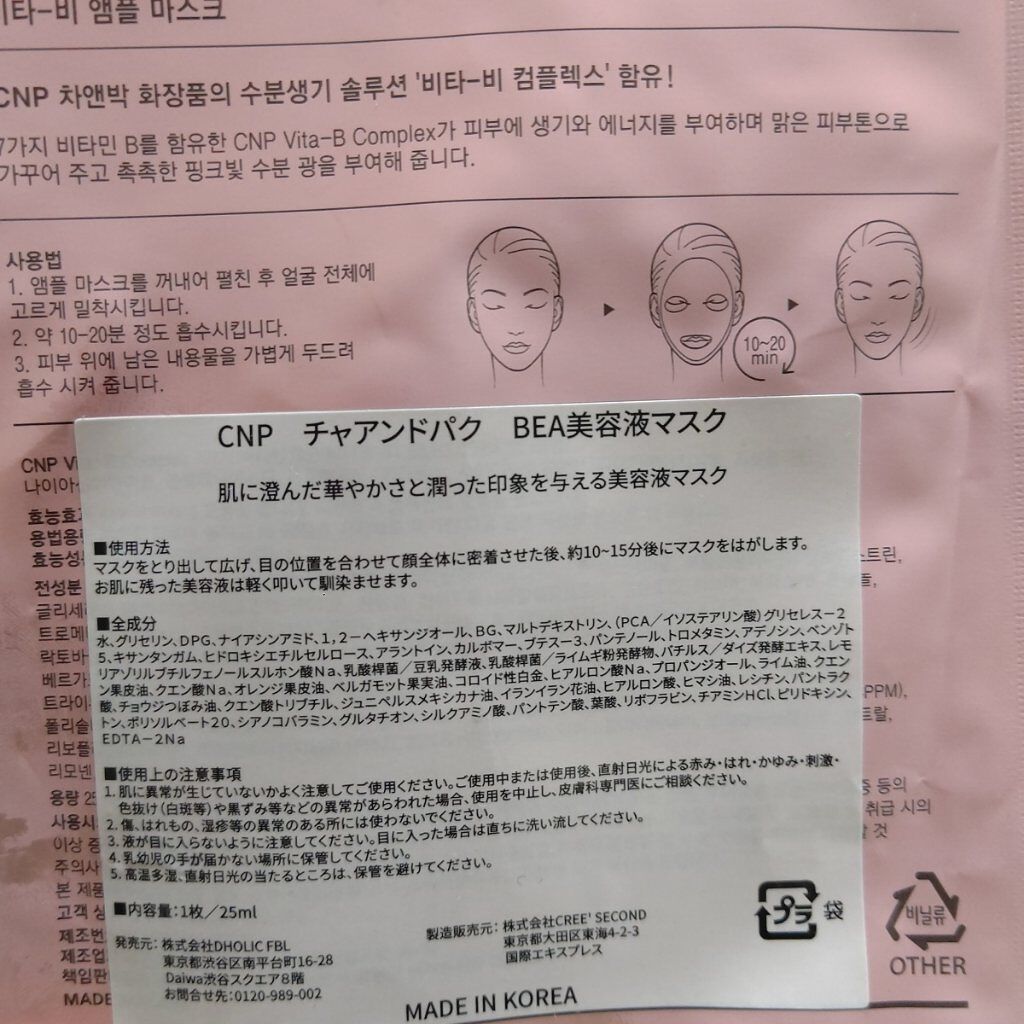 비타-비 앰플 마스크
CNP 차앤박 화장품의 수분생기 솔루션 '비타-비 컴플렉스' 함유!
7가지 비타민 B를 함유한 CNP Vita-B Complex가 피부에 생기와 에너지를 부여하며 맑은 피부톤으로
가꾸어 주고 촉촉한 핑크빛 수분 광을 부여해 줍니다.
사용법
1. 앰플 마스크를 꺼내어 펼친 후 얼굴 전체에
고르게 밀착시킵니다.
2. 약 10-20분 정도 흡수시킵니다.
3. 피부 위에 남은 내용물을 가볍게 두드려
흡수 시켜 줍니다.
10~20
min
CNP
CNP チャアンドパク BEA美容液マスク
肌に澄んだ華やかさと潤った印象を与える美容液マスク
■使用方法
マスクをとり出して広げ、目の位置を合わせて顔全体に密着させた後、約10~15分後にマスクをはがします。
お肌に残った美容液は軽く叩いて馴染ませます。
■全成分
水、グリセリン、DPG、ナイアシンアミド、1,2-ヘキサンジオール、BG、マルトデキストリン、(PCA/イソステアリン酸)グリセレス-2
5、キサンタンガム、ヒドロキシエチルセルロース、アラントイン、カルボマー、ブテス-3、パンテノール、トロメタミン、アデノシン、ベンゾト
リアゾリルブチルフェノールスルホン酸Na、乳酸桿菌/豆乳発酵液、乳酸桿菌/ライムギ粉発酵物、バチルス/ダイズ発酵エキス、レモ
ン果皮油、クエン酸Na、オレンジ果皮油、ベルガモット果実油、コロイド性白金、ヒアルロン酸Na、プロパンジオール、ライム油、クエン
酸、チョウジつぼみ油、クエン酸トリブチル、ジュニペルスメキシカナ油、イランイラン花油、ヒアルロン酸、ヒマシ油、レシチン、パントラク
トン、ポリソルベート20、シアノコバラミン、グルタチオン、シルクアミノ酸、パントテン酸、葉酸、リボフラビン、チアミンHCl、ピリドキシン、
EDTA-2Na
■使用上の注意事項
1. 肌に異常が生じていないかよく注意してご使用ください。ご使用中または使用後、直射日光による赤み・はれ・かゆみ・刺激・
色抜け(白斑等)や黒ずみ等などの異常があらわれた場合、使用を中止し、皮膚科専門医にご相談ください。
2. 傷、はれもの、湿疹等の異常のある所には使わないでください。
3. 液が目に入らないように注意してください。目に入った場合は直ちに洗い流してください。
4. 乳幼児の手が届かない場所に保管してください。
5. 高温多湿、直射日光の当たるところは、保管を避けてください。
■内容量:1枚/25ml
発売元: 株式会社DHOLIC FBL
東京都渋谷区南平台町16-28
Daiwa渋谷スクエア8階
お問合せ先:0120-989-002
製造販売元: 株式会社CREE' SECOND
東京都大田区東海4-2-3
国際エキスプレス
MADE IN KOREA
プラ 袋
비닐류
OTHER
전성분
용량
본 제품
고객
MADE
PPM),
등의
취급 시의
것